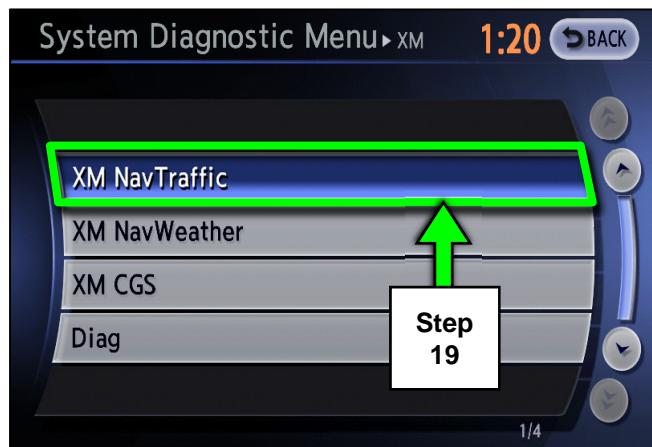 System Diagnostic Menu▸XM 1:20 BACK
XM NavTraffic
XM NavWeather
XM CGS
Diag
Step
19
1/4